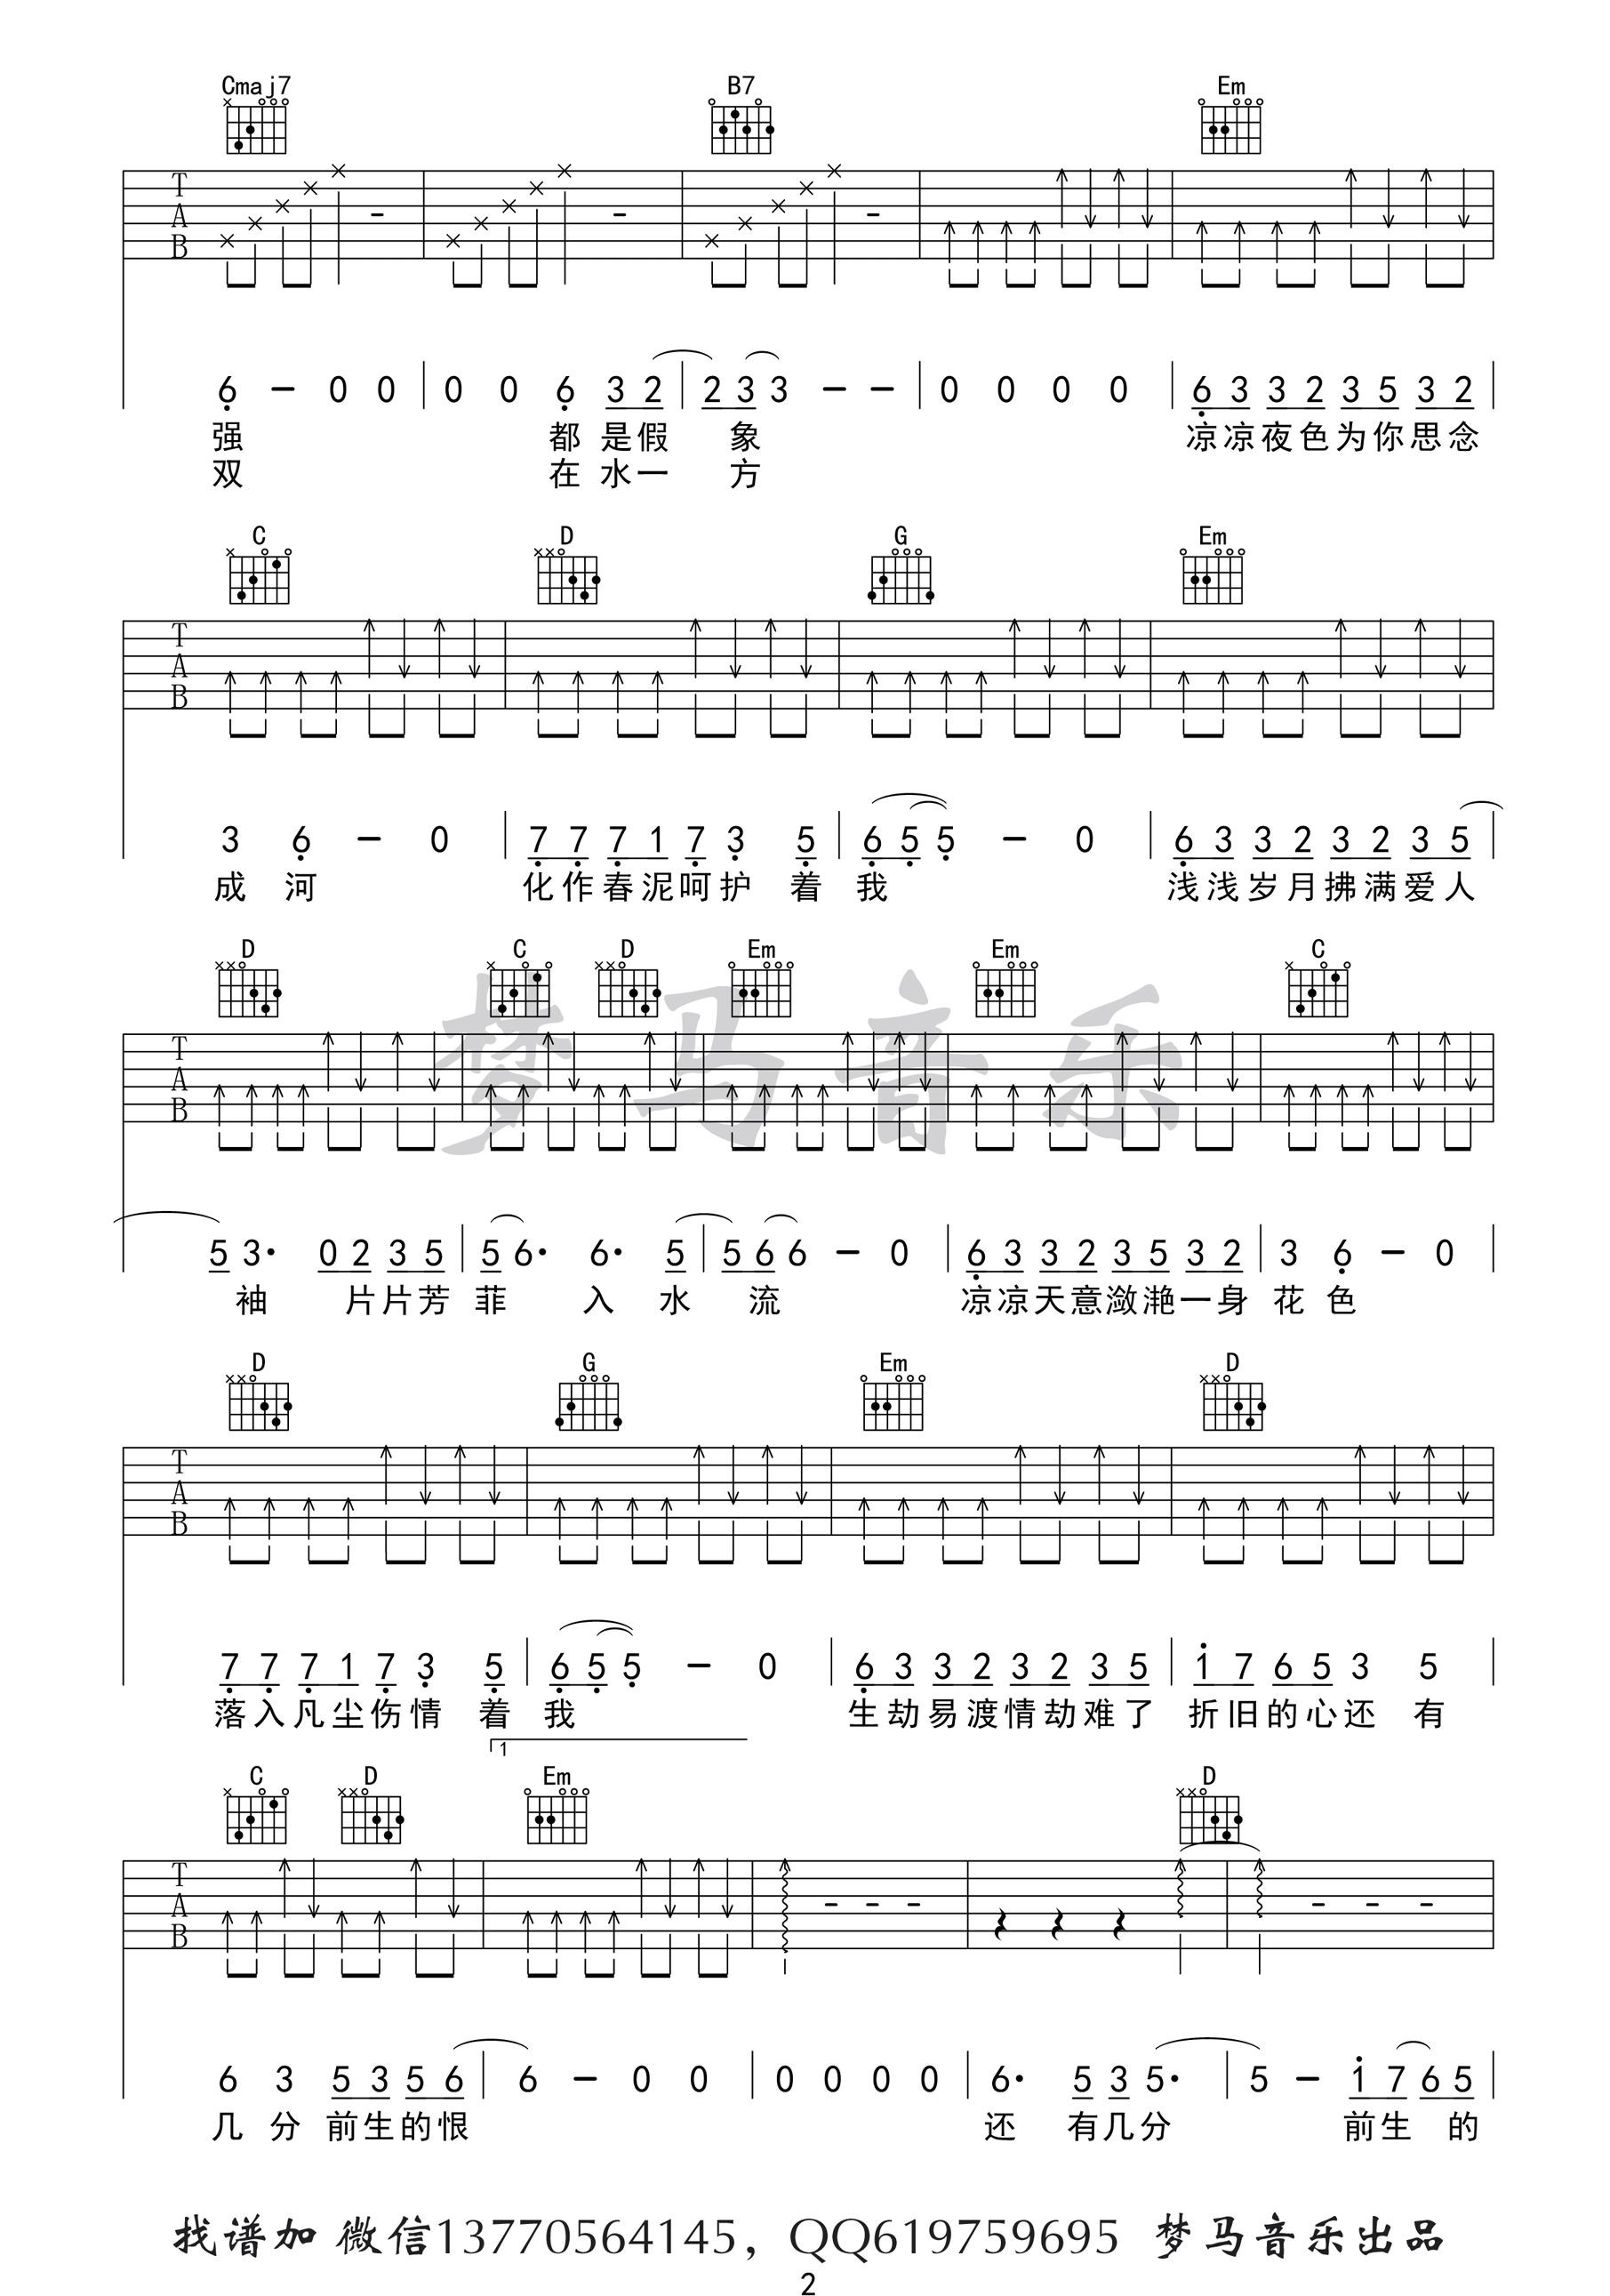 Cmaj7 B7 Em
T
A
B
6 - 0 0 0 0 6 3 2 2 3 3 - - 0 0 0 0 6 3 3 2 3 5 3 2
强 都 是 假 象 凉 凉 夜 色 为 你 思 念
双 在 水 一 方
C D G Em
T
A
B
3 6 - 0 7 7 7 1 7 3 5 6 5 5 - 0 6 3 3 2 3 2 3 5
成 河 化 作 春 泥 呵 护 着 我 浅 浅 岁 月 拂 满 爱 人
D C D Em Em C
梦马音乐
T
A
B
5 3· 0 2 3 5 5 6· 6· 5 5 6 6 - 0 6 3 3 2 3 5 3 2 3 6 - 0
袖 片 片 芳 菲 入 水 流 凉 凉 天 意 潋 滟 一 身 花 色
D G Em D
T
A
B
7 7 7 1 7 3 5 6 5 5 - 0 6 3 3 2 3 2 3 5 1 7 6 5 3 5
落 入 凡 尘 伤 情 着 我 生 劫 易 渡 情 劫 难 了 折 旧 的 心 还 有
1
C D Em D
T
A
B
6 3 5 3 5 6 6 - 0 0 0 0 0 0 6· 5 3 5· 5 - 1 7 6 5
几 分 前 生 的 恨 还 有 几 分 前 生 的
找谱加 微信13770564145，QQ619759695 梦马音乐出品
2